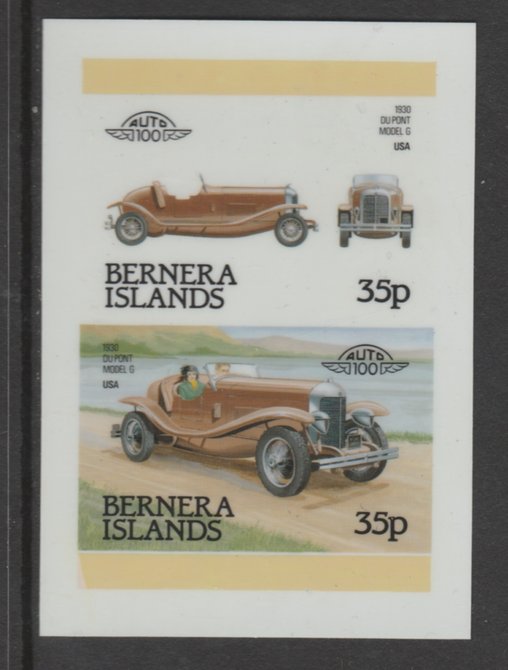 AUTO
100
1930
DU PONT
MODEL G
USA
BERNERA
ISLANDS
35p
1930
DU PONT
MODEL G
USA
AUTO
100
BERNERA
ISLANDS
35p